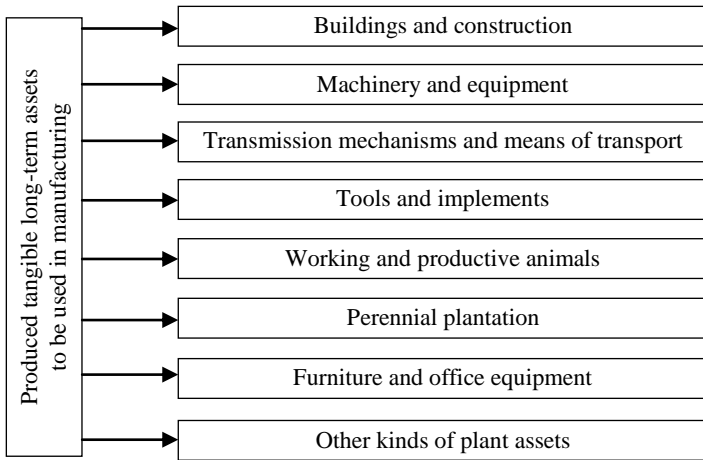 Produced tangible long-term assets
to be used in manufacturing
Buildings and construction
Machinery and equipment
Transmission mechanisms and means of transport
Tools and implements
Working and productive animals
Perennial plantation
Furniture and office equipment
Other kinds of plant assets